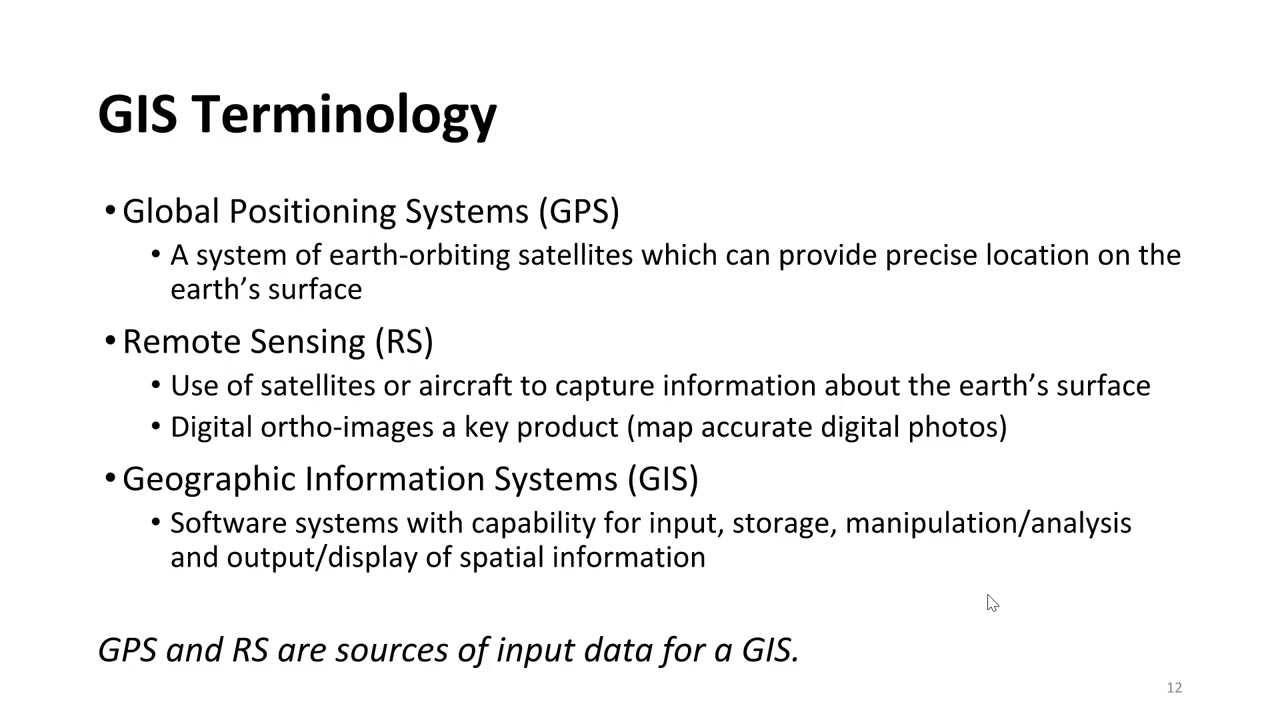 GIS Terminology
• Global Positioning Systems (GPS)
• A system of earth-orbiting satellites which can provide precise location on the
earth’s surface
• Remote Sensing (RS)
• Use of satellites or aircraft to capture information about the earth’s surface
• Digital ortho-images a key product (map accurate digital photos)
• Geographic Information Systems (GIS)
• Software systems with capability for input, storage, manipulation/analysis
and output/display of spatial information
GPS and RS are sources of input data for a GIS.
12